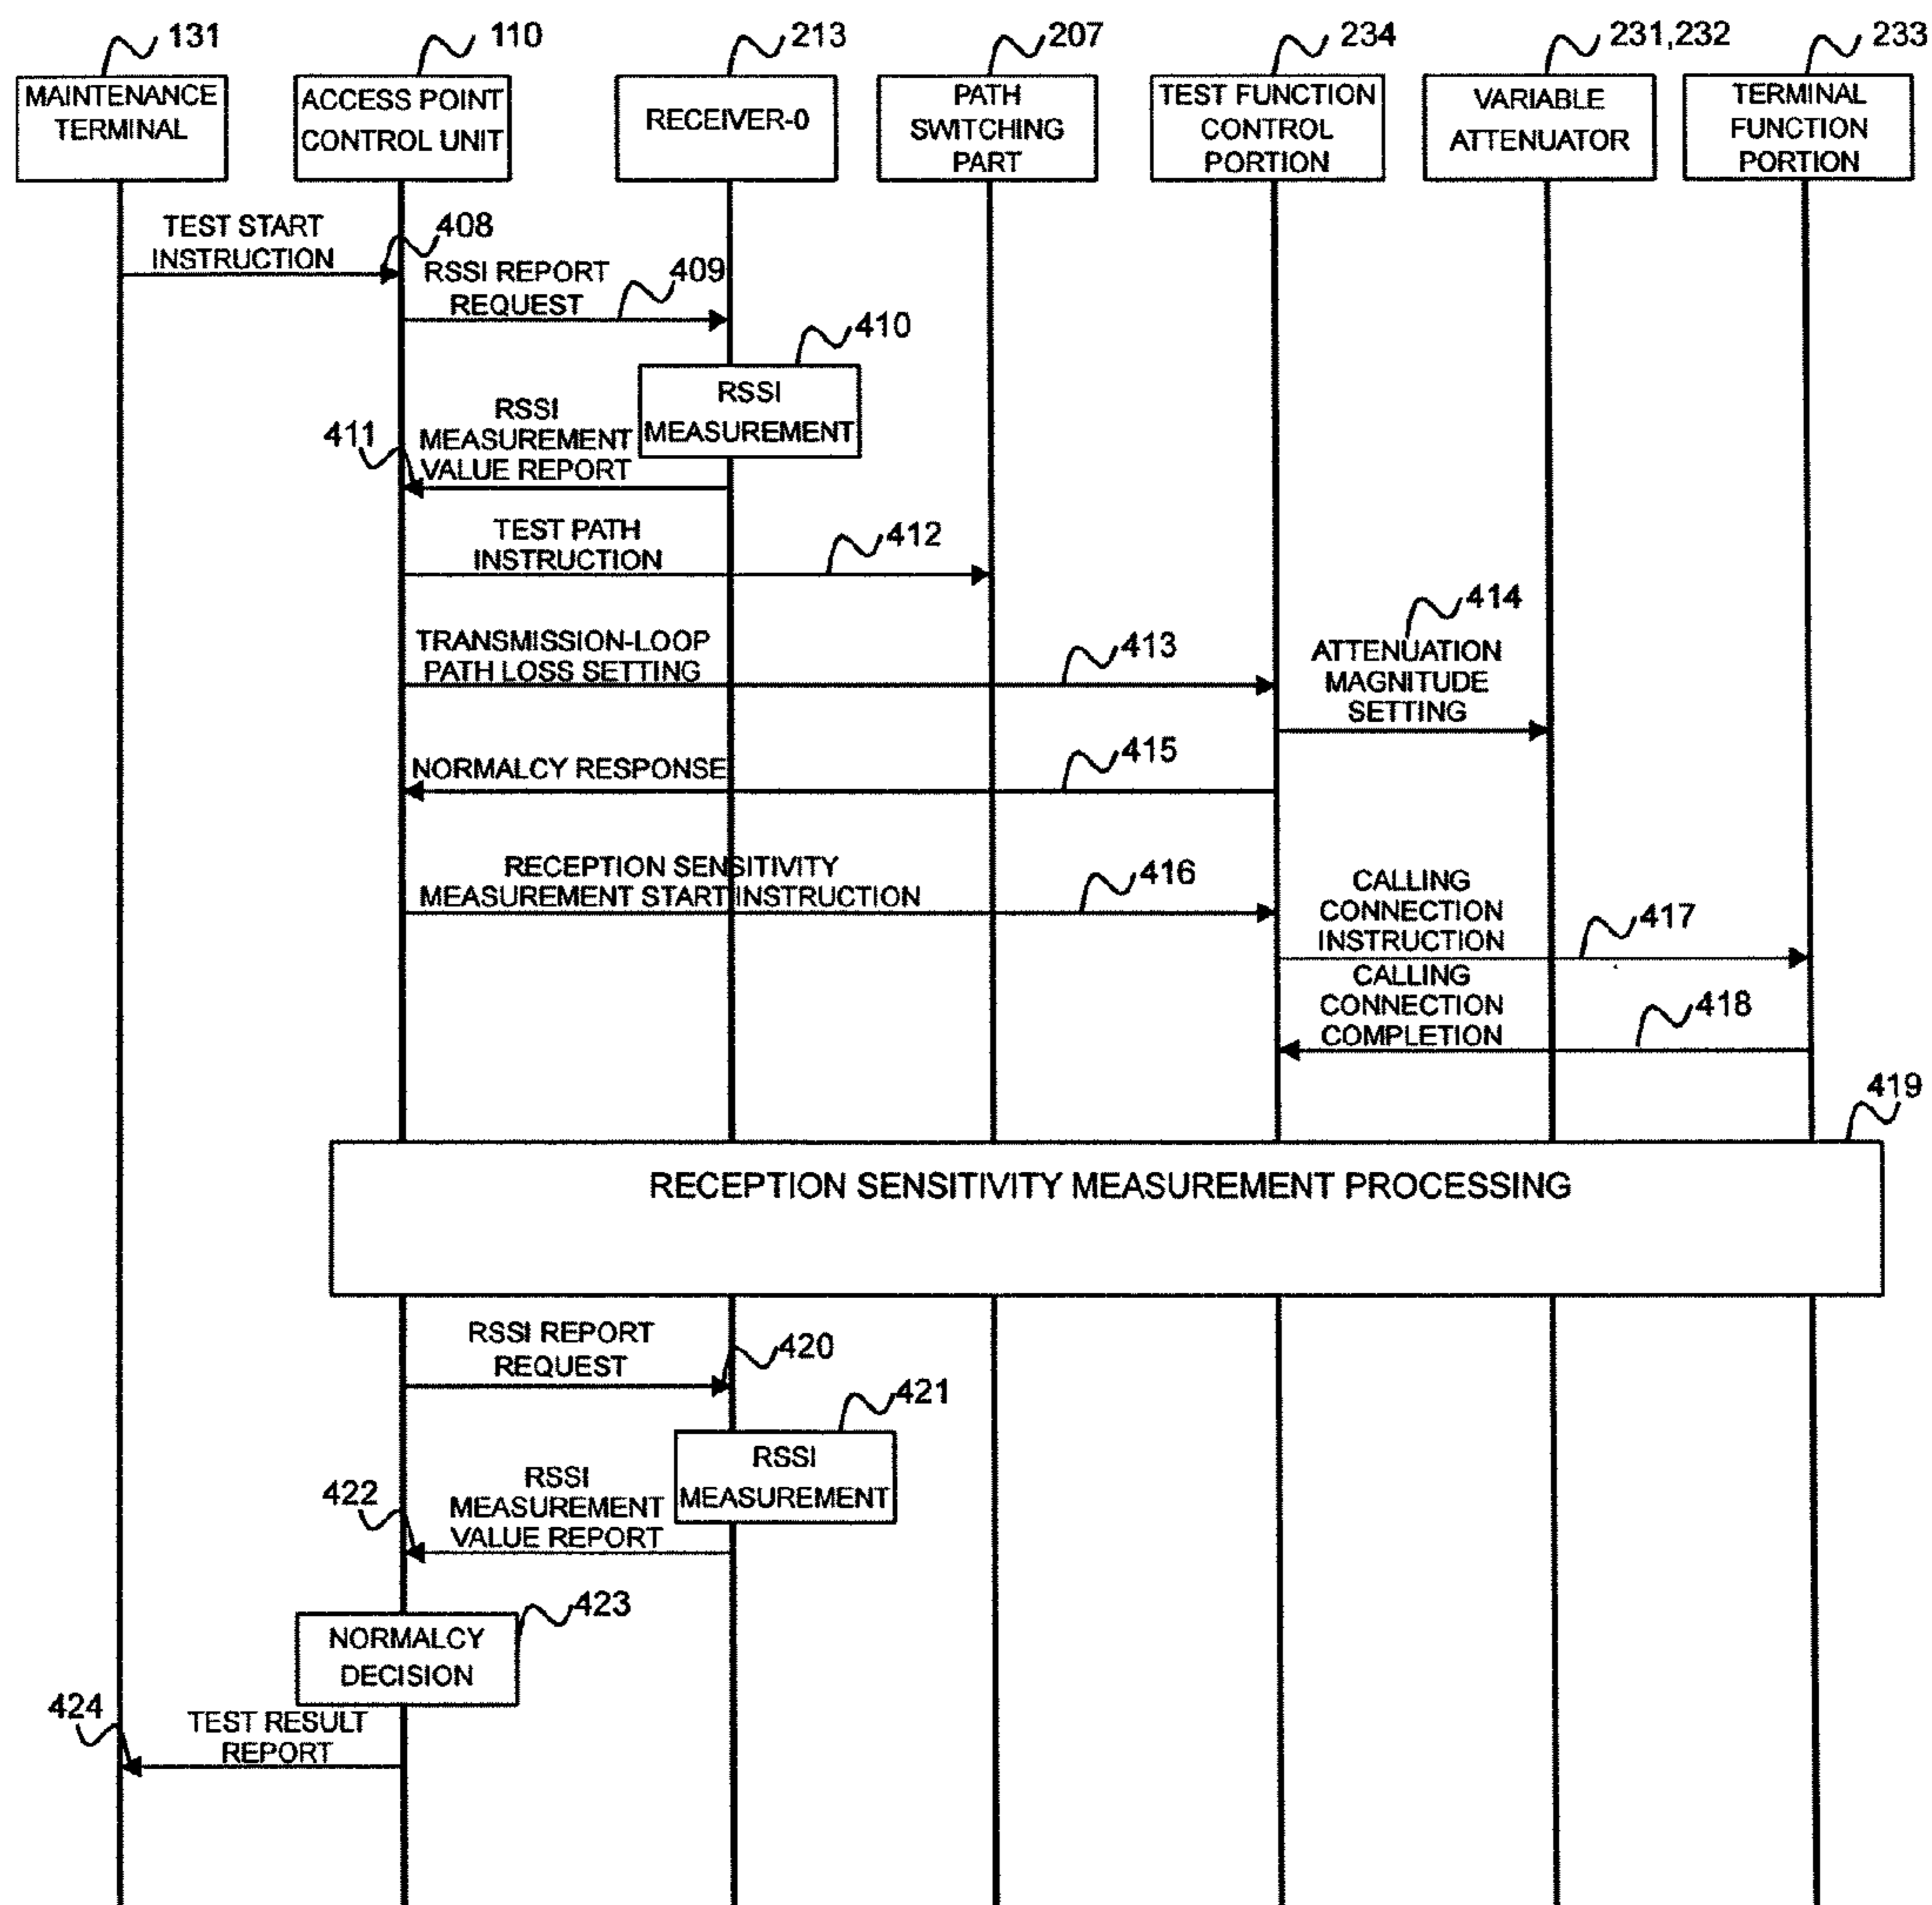 131
110
213
207
234
231,232
233
MAINTENANCE
TERMINAL
ACCESS POINT
CONTROL UNIT
RECEIVER-0
PATH
SWITCHING
PART
TEST FUNCTION
CONTROL
PORTION
VARIABLE
ATTENUATOR
TERMINAL
FUNCTION
PORTION
TEST START
INSTRUCTION
408
RSSI REPORT
REQUEST
409
410
RSSI
MEASUREMENT
411
RSSI
MEASUREMENT
VALUE REPORT
TEST PATH
INSTRUCTION
412
TRANSMISSION-LOOP
PATH LOSS SETTING
413
414
ATTENUATION
MAGNITUDE
SETTING
NORMALCY RESPONSE
415
RECEPTION SENSITIVITY
MEASUREMENT START INSTRUCTION
416
CALLING
CONNECTION
INSTRUCTION
417
CALLING
CONNECTION
COMPLETION
418
419
RECEPTION SENSITIVITY MEASUREMENT PROCESSING
RSSI REPORT
REQUEST
420
421
RSSI
MEASUREMENT
422
RSSI
MEASUREMENT
VALUE REPORT
423
NORMALCY
DECISION
424
TEST RESULT
REPORT